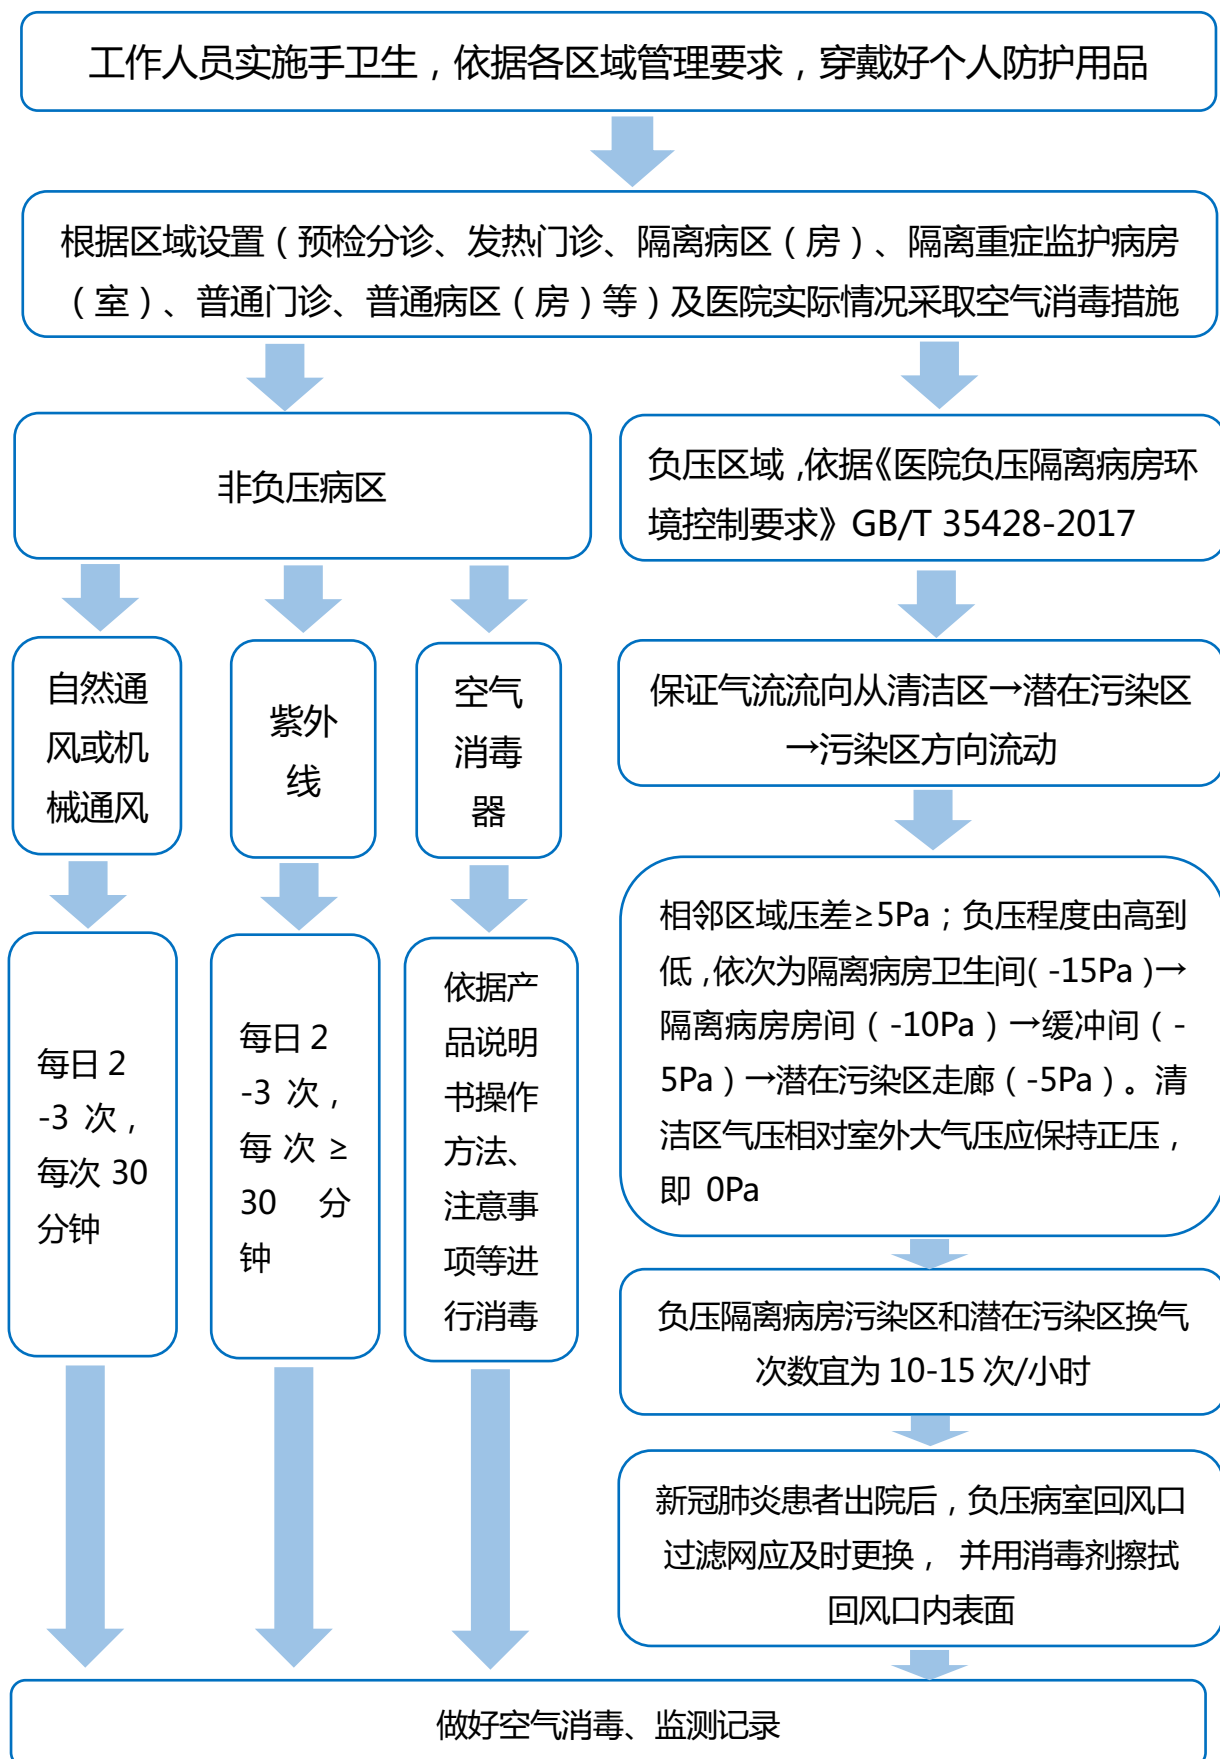 工作人员实施手卫生，依据各区域管理要求，穿戴好个人防护用品
根据区域设置（预检分诊、发热门诊、隔离病区（房）、隔离重症监护病房
（室）、普通门诊、普通病区（房）等）及医院实际情况采取空气消毒措施
非负压病区
负压区域,依据《医院负压隔离病房环
境控制要求》GB/T 35428-2017
自然通
风或机
械通风
紫外
线
空气
消毒
器
保证气流流向从清洁区→潜在污染区
→污染区方向流动
每日 2
-3 次，
每次 30
分钟
每日 2
-3 次，
每次≥
30 分
钟
依据产
品说明
书操作
方法、
注意事
项等进
行消毒
相邻区域压差≥5Pa；负压程度由高到
低,依次为隔离病房卫生间（-15Pa）→
隔离病房房间（-10Pa）→缓冲间（-
5Pa）→潜在污染区走廊（-5Pa）。清
洁区气压相对室外大气压应保持正压，
即 0Pa
负压隔离病房污染区和潜在污染区换气
次数宜为 10-15 次/小时
新冠肺炎患者出院后，负压病室回风口
过滤网应及时更换， 并用消毒剂擦拭
回风口内表面
做好空气消毒、监测记录